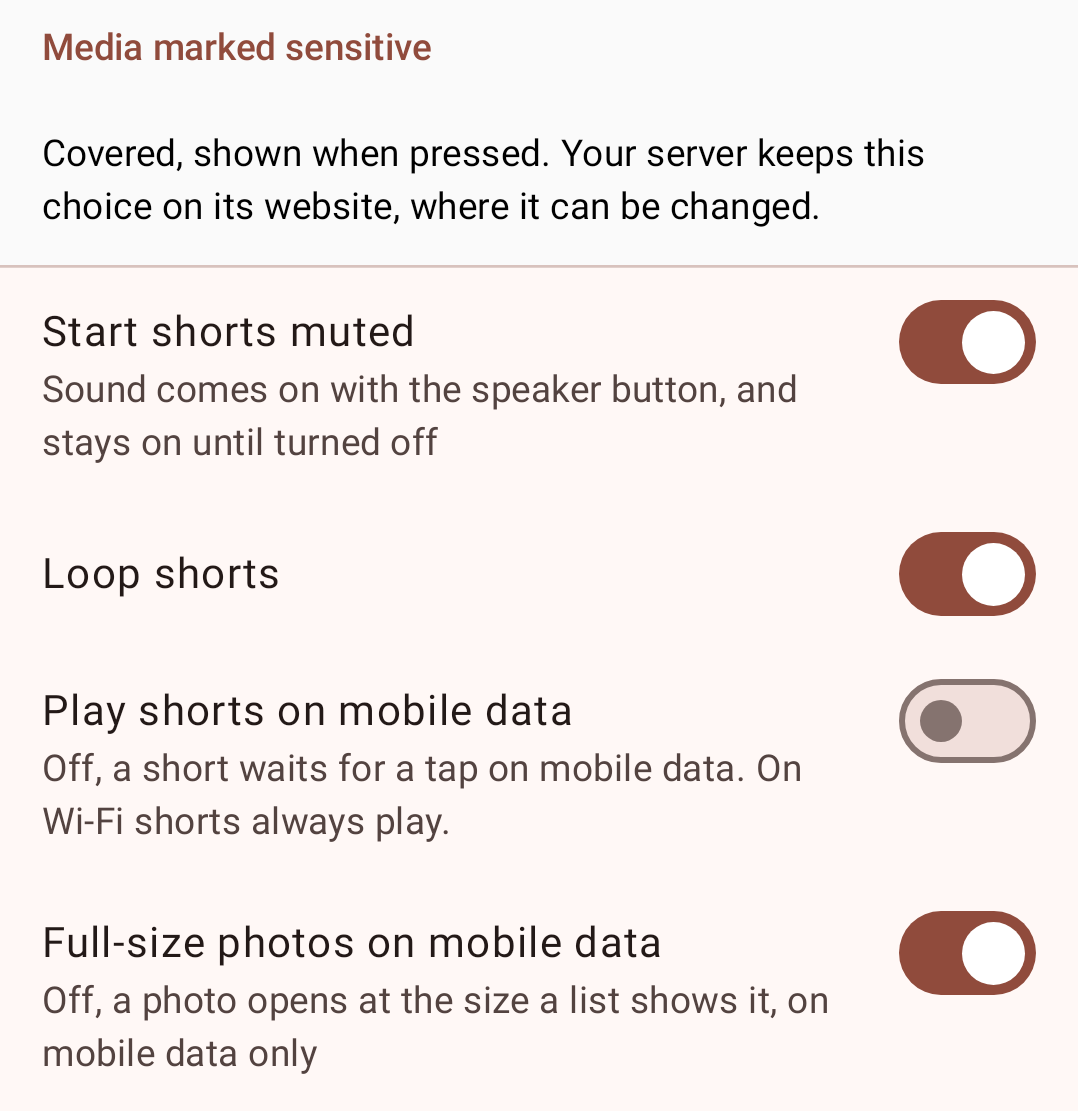 Media marked sensitive
Covered, shown when pressed. Your server keeps this
choice on its website, where it can be changed.
Start shorts muted
Sound comes on with the speaker button, and
stays on until turned off
Loop shorts
Play shorts on mobile data
Off, a short waits for a tap on mobile data. On
Wi-Fi shorts always play.
Full-size photos on mobile data
Off, a photo opens at the size a list shows it, on
mobile data only